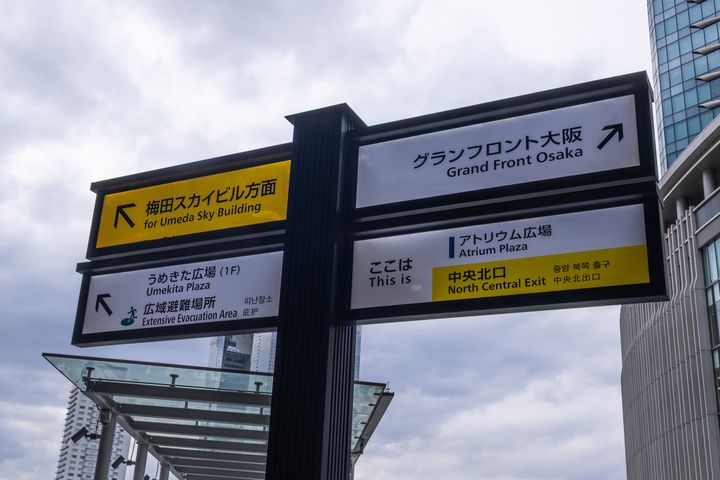 梅田スカイビル方面
for Umeda Sky Building
うめきた広場 (1F)
Umekita Plaza
広域避難場所 피난장소
Extensive Evacuation Area 庇护
グランフロント大阪
Grand Front Osaka
ここは
This is
アトリウム広場
Atrium Plaza
中央北口 중앙 북쪽 출구
North Central Exit 中央北出口